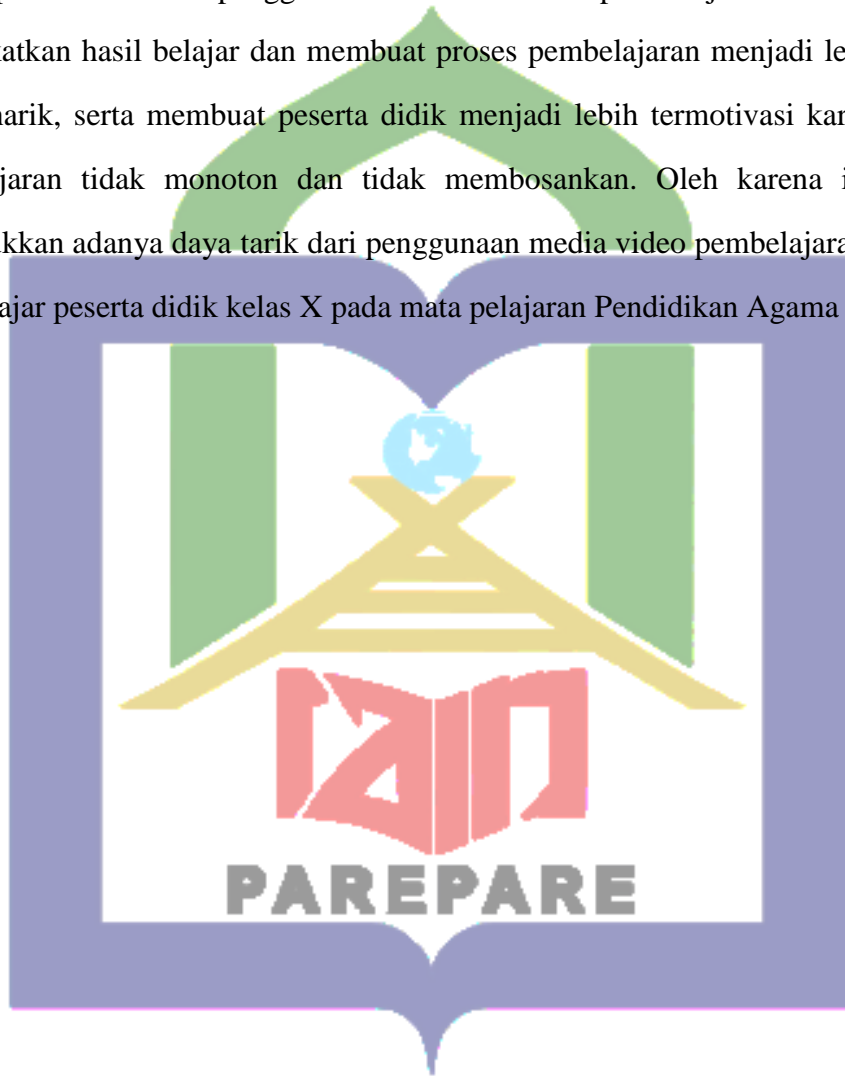 katkan hasil belajar dan membuat proses pembelajaran menjadi le
arik, serta membuat peserta didik menjadi lebih termotivasi kar
jaran tidak monoton dan tidak membosankan. Oleh karena i
kkan adanya daya tarik dari penggunaan media video pembelajara
ajar peserta didik kelas X pada mata pelajaran Pendidikan Agama
iain
PAREPARE